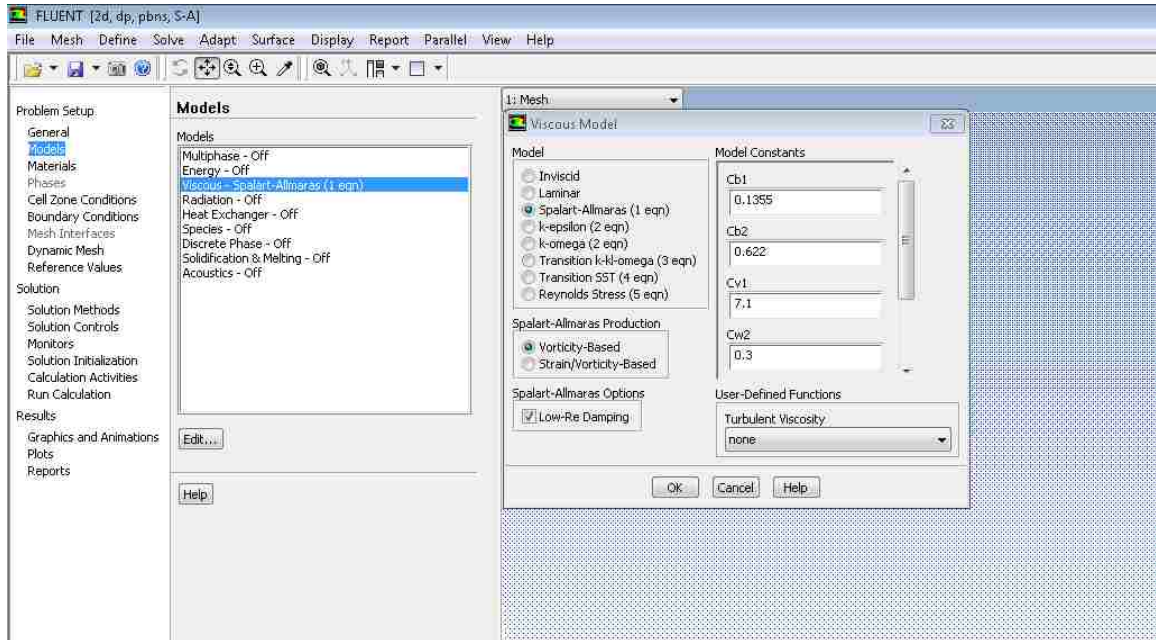 FLUENT [2d, dp, pbns, S-A]
File Mesh Define Solve Adapt Surface Display Report Parallel View Help
Problem Setup
General
Models
Materials
Phases
Cell Zone Conditions
Boundary Conditions
Mesh Interfaces
Dynamic Mesh
Reference Values
Solution
Solution Methods
Solution Controls
Monitors
Solution Initialization
Calculation Activities
Run Calculation
Results
Graphics and Animations
Plots
Reports
Models
Models
Multiphase - Off
Energy - Off
Viscous - Spalart-Allmaras (1 eqn)
Radiation - Off
Heat Exchanger - Off
Species - Off
Discrete Phase - Off
Solidification & Melting - Off
Acoustics - Off
Edit...
Help
1: Mesh
Viscous Model
Model
Inviscid
Laminar
Spalart-Allmaras (1 eqn)
k-epsilon (2 eqn)
k-omega (2 eqn)
Transition k-kl-omega (3 eqn)
Transition SST (4 eqn)
Reynolds Stress (5 eqn)
Spalart-Allmaras Production
Vorticity-Based
Strain/Vorticity-Based
Spalart-Allmaras Options
Low-Re Damping
Model Constants
Cb1
0.1355
Cb2
0.622
Cv1
7.1
Cw2
0.3
User-Defined Functions
Turbulent Viscosity
none
OK Cancel Help